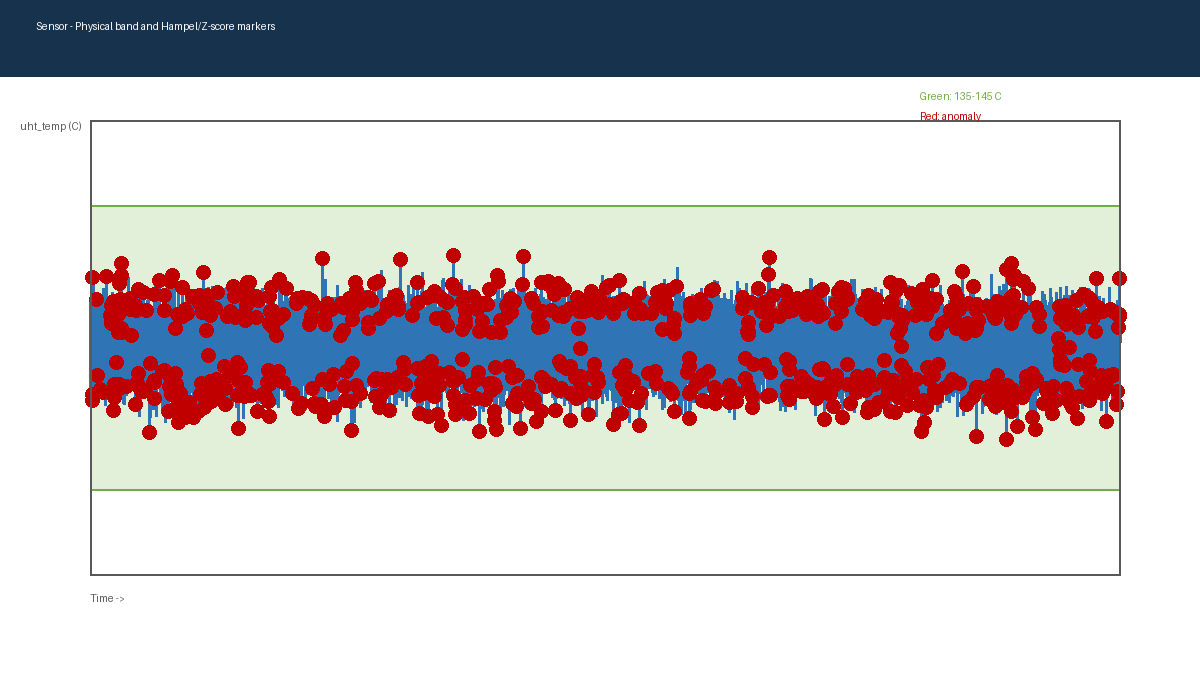 Sensor - Physical band and Hampel/Z-score markers
Green: 135-145 C
Red: anomaly
uht_temp (C)
Time ->